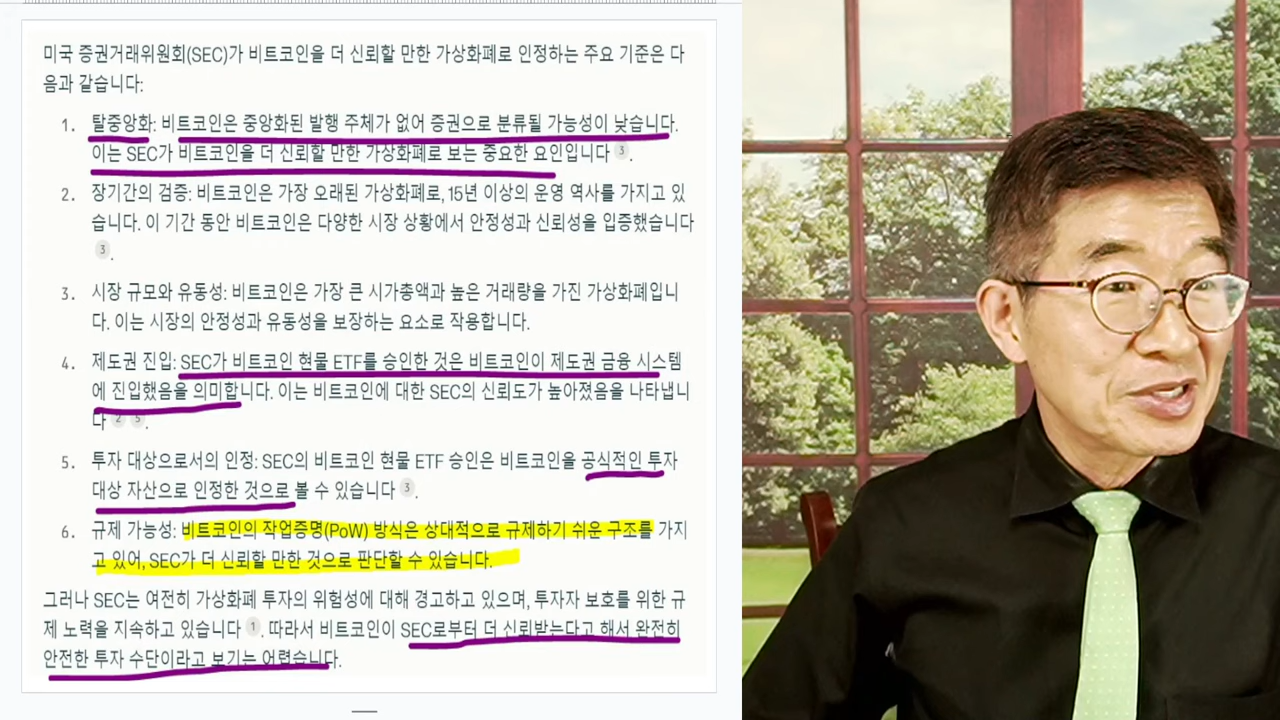 미국 증권거래위원회(SEC)가 비트코인을 더 신뢰할 만한 가상화폐로 인정하는 주요 기준은 다
음과 같습니다:
1. 탈중앙화: 비트코인은 중앙화된 발행 주체가 없어 증권으로 분류될 가능성이 낮습니다.
이는 SEC가 비트코인을 더 신뢰할 만한 가상화폐로 보는 중요한 요인입니다 3.
2. 장기간의 검증: 비트코인은 가장 오래된 가상화폐로, 15년 이상의 운영 역사를 가지고 있
습니다. 이 기간 동안 비트코인은 다양한 시장 상황에서 안정성과 신뢰성을 입증했습니다
3.
3. 시장 규모와 유동성: 비트코인은 가장 큰 시가총액과 높은 거래량을 가진 가상화폐입니
다. 이는 시장의 안정성과 유동성을 보장하는 요소로 작용합니다.
4. 제도권 진입: SEC가 비트코인 현물 ETF를 승인한 것은 비트코인이 제도권 금융 시스템
에 진입했음을 의미합니다. 이는 비트코인에 대한 SEC의 신뢰도가 높아졌음을 나타냅니
다 2 5.
5. 투자 대상으로서의 인정: SEC의 비트코인 현물 ETF 승인은 비트코인을 공식적인 투자
대상 자산으로 인정한 것으로 볼 수 있습니다 3.
6. 규제 가능성: 비트코인의 작업증명(PoW) 방식은 상대적으로 규제하기 쉬운 구조를 가지
고 있어, SEC가 더 신뢰할 만한 것으로 판단할 수 있습니다.
그러나 SEC는 여전히 가상화폐 투자의 위험성에 대해 경고하고 있으며, 투자자 보호를 위한 규
제 노력을 지속하고 있습니다 1. 따라서 비트코인이 SEC로부터 더 신뢰받는다고 해서 완전히
안전한 투자 수단이라고 보기는 어렵습니다.